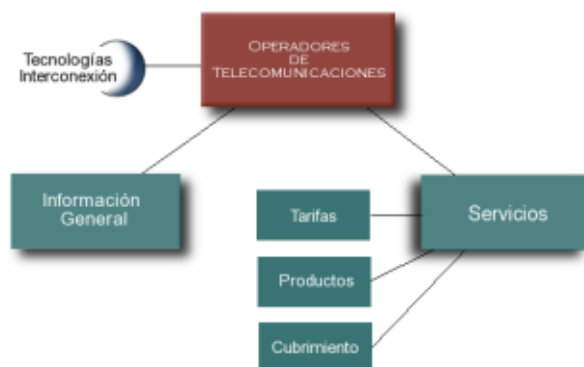 OPERADORES
DE
TELECOMUNICACIONES
Tecnologías
Interconexión
Información
General
Servicios
Tarifas
Productos
Cubrimiento